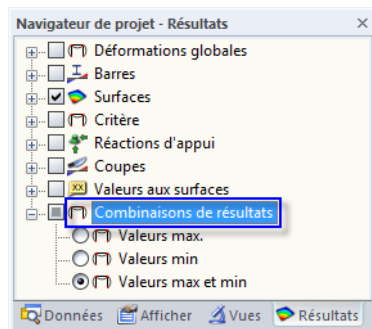 Navigateur de projet - Résultats
Déformations globales
Barres
Surfaces
Critère
Réactions d'appui
Coupes
xx Valeurs aux surfaces
Combinaisons de résultats
Valeurs max.
Valeurs min
Valeurs max et min
Données Afficher Vues Résultats